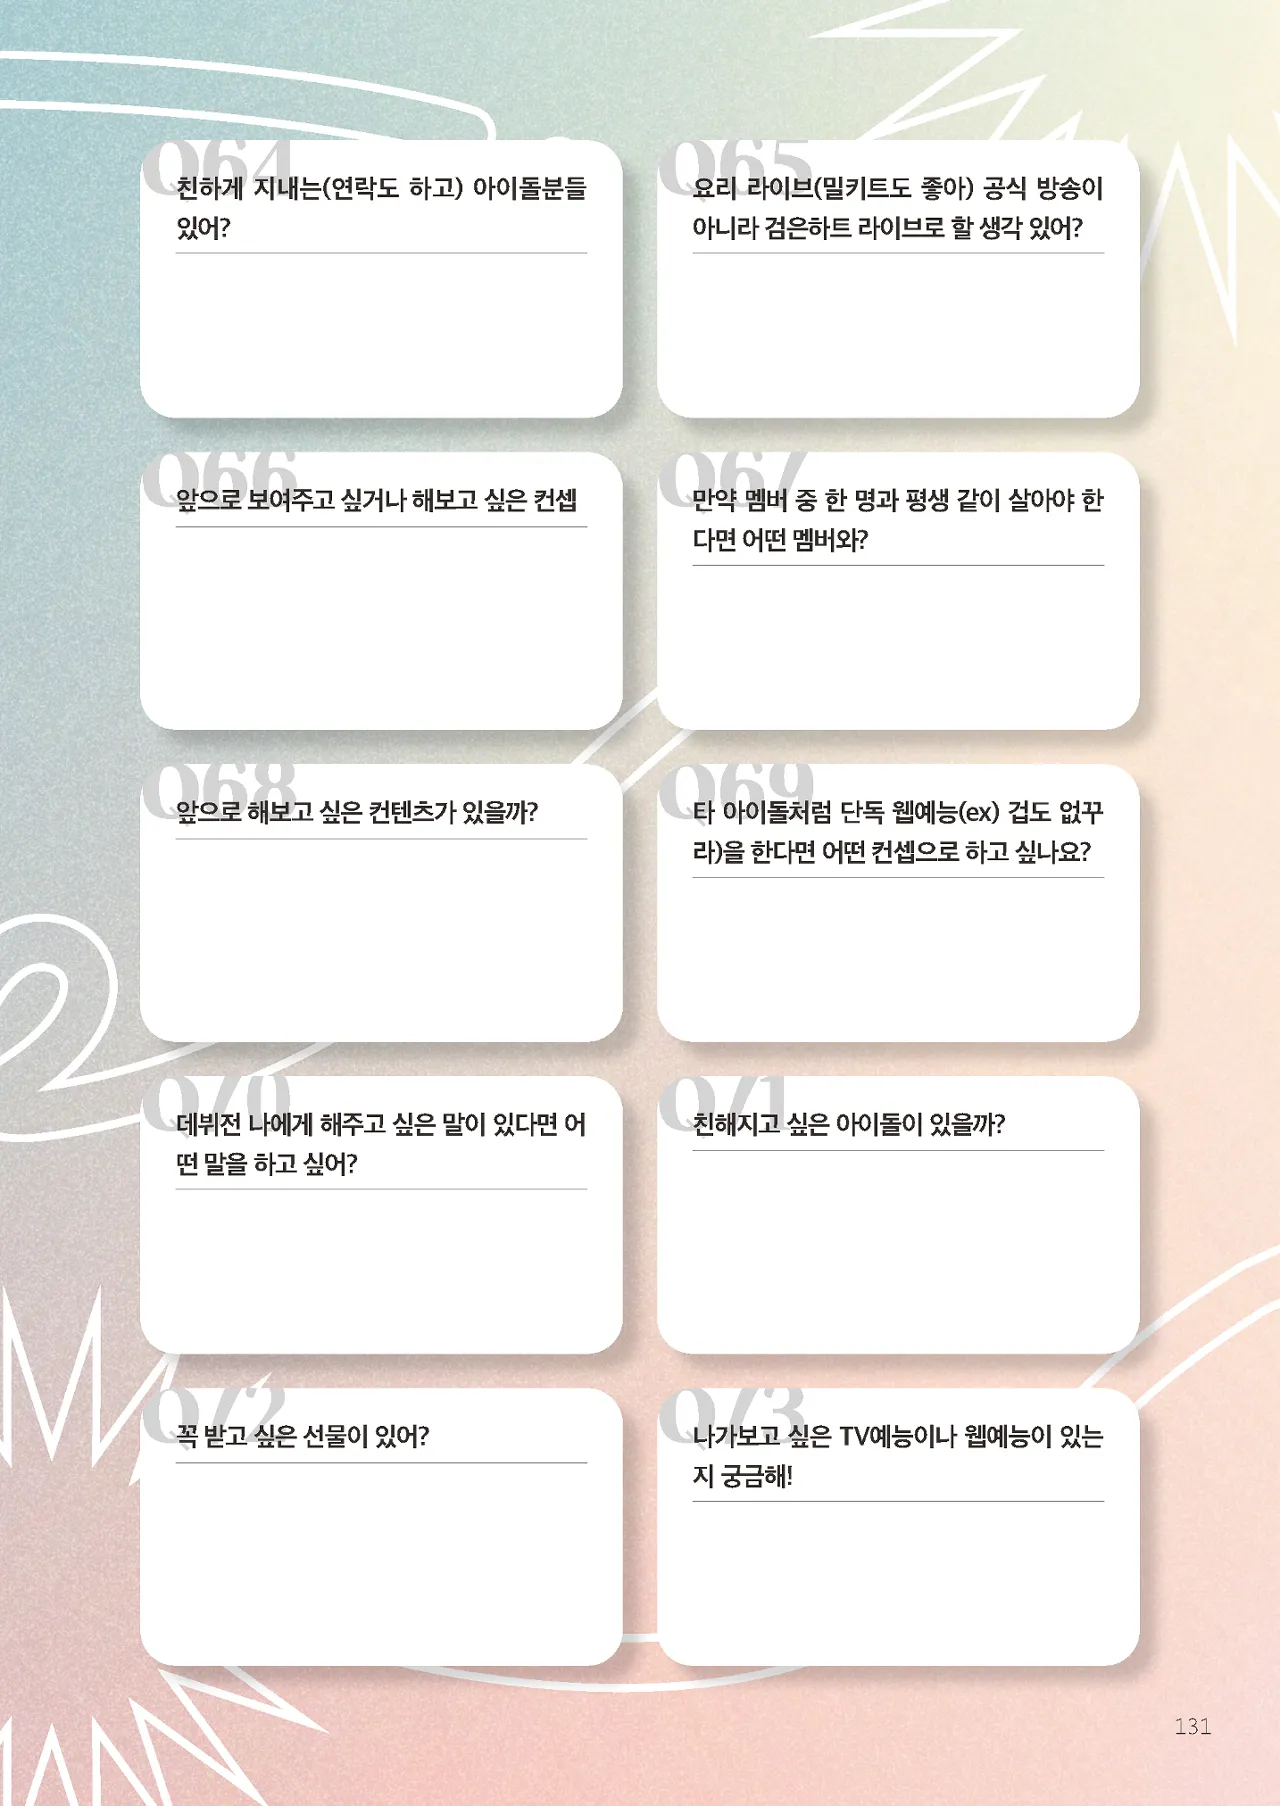 Q64
친하게 지내는(연락도 하고) 아이돌분들
있어?
Q65
요리 라이브(밀키트도 좋아) 공식 방송이
아니라 검은하트 라이브로 할 생각 있어?
Q66
앞으로 보여주고 싶거나 해보고 싶은 컨셉
Q67
만약 멤버 중 한 명과 평생 같이 살아야 한
다면 어떤 멤버와?
Q68
앞으로 해보고 싶은 컨텐츠가 있을까?
Q69
타 아이돌처럼 단독 웹예능(ex) 겁도 없꾸
라)을 한다면 어떤 컨셉으로 하고 싶나요?
Q70
데뷔전 나에게 해주고 싶은 말이 있다면 어
떤 말을 하고 싶어?
Q71
친해지고 싶은 아이돌이 있을까?
Q72
꼭 받고 싶은 선물이 있어?
Q73
나가보고 싶은 TV예능이나 웹예능이 있는
지 궁금해!
131